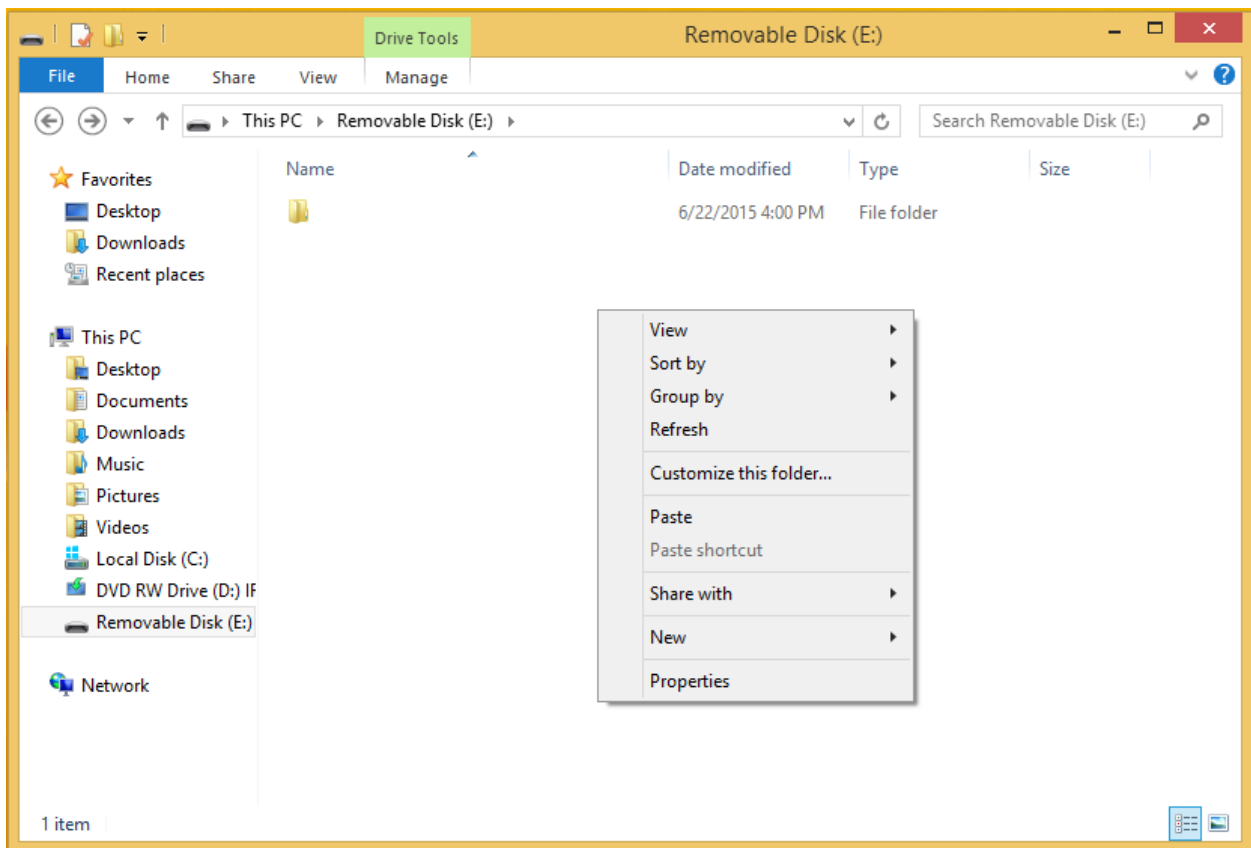 Drive Tools
Removable Disk (E:)
File Home Share View Manage
This PC Removable Disk (E:)
Search Removable Disk (E:)
Name Date modified Type Size
6/22/2015 4:00 PM File folder
Favorites
Desktop
Downloads
Recent places
This PC
Desktop
Documents
Downloads
Music
Pictures
Videos
Local Disk (C:)
DVD RW Drive (D:) IF
Removable Disk (E:)
Network
View
Sort by
Group by
Refresh
Customize this folder...
Paste
Paste shortcut
Share with
New
Properties
1 item